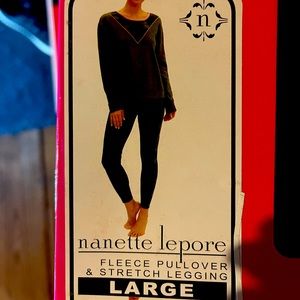 n
nanette lepore
FLEECE PULLOVER
& STRETCH LEGGING
LARGE